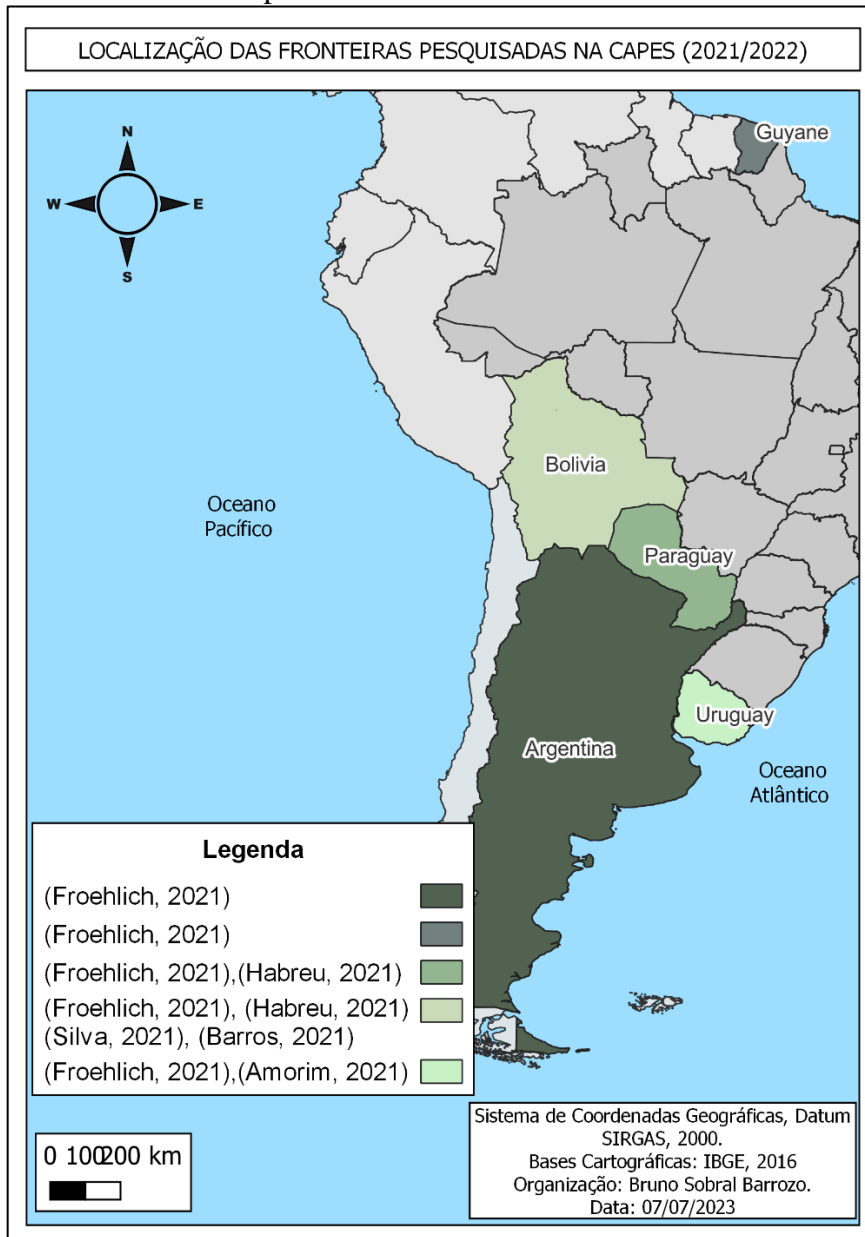 LOCALIZAÇÃO DAS FRONTEIRAS PESQUISADAS NA CAPES (2021/2022)
N
W
E
S
Guyane
Bolivia
Oceano
Pacífico
Paraguay
Uruguay
Argentina
Oceano
Atlântico
Legenda
(Froehlich, 2021)
(Froehlich, 2021)
(Froehlich, 2021),(Habreu, 2021)
(Froehlich, 2021), (Habreu, 2021)
(Silva, 2021), (Barros, 2021)
(Froehlich, 2021),(Amorim, 2021)
0 100200 km
Sistema de Coordenadas Geográficas, Datum
SIRGAS, 2000.
Bases Cartográficas: IBGE, 2016
Organização: Bruno Sobral Barrozo.
Data: 07/07/2023